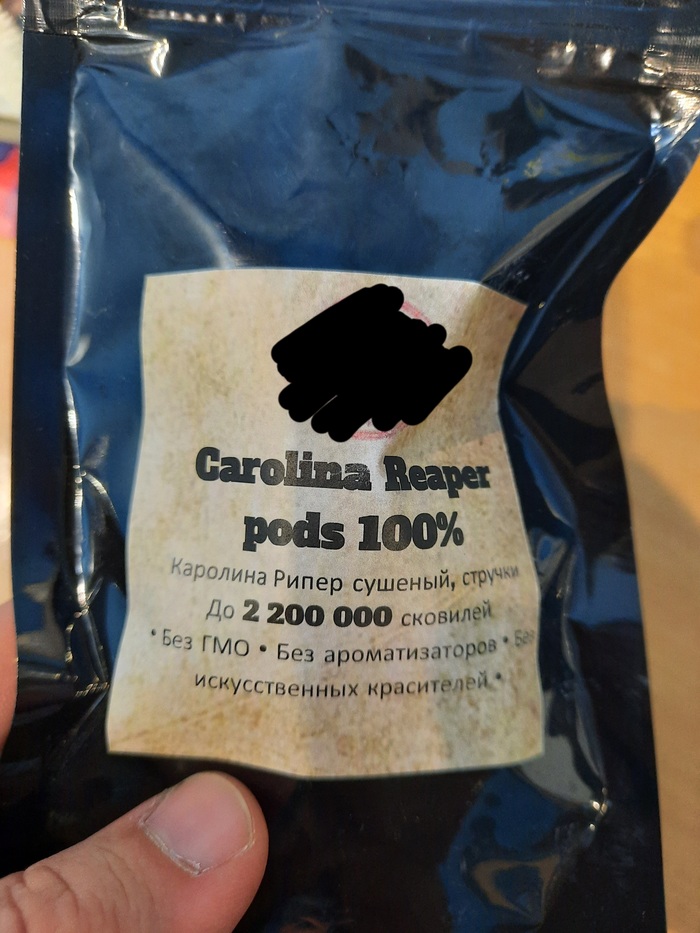 Carolina Reaper
pods 100%
Каролина Рипер сушеный, стручки
До 2 200 000 сковилей
• Без ГМО • Без ароматизаторов • Без
искусственных красителей •